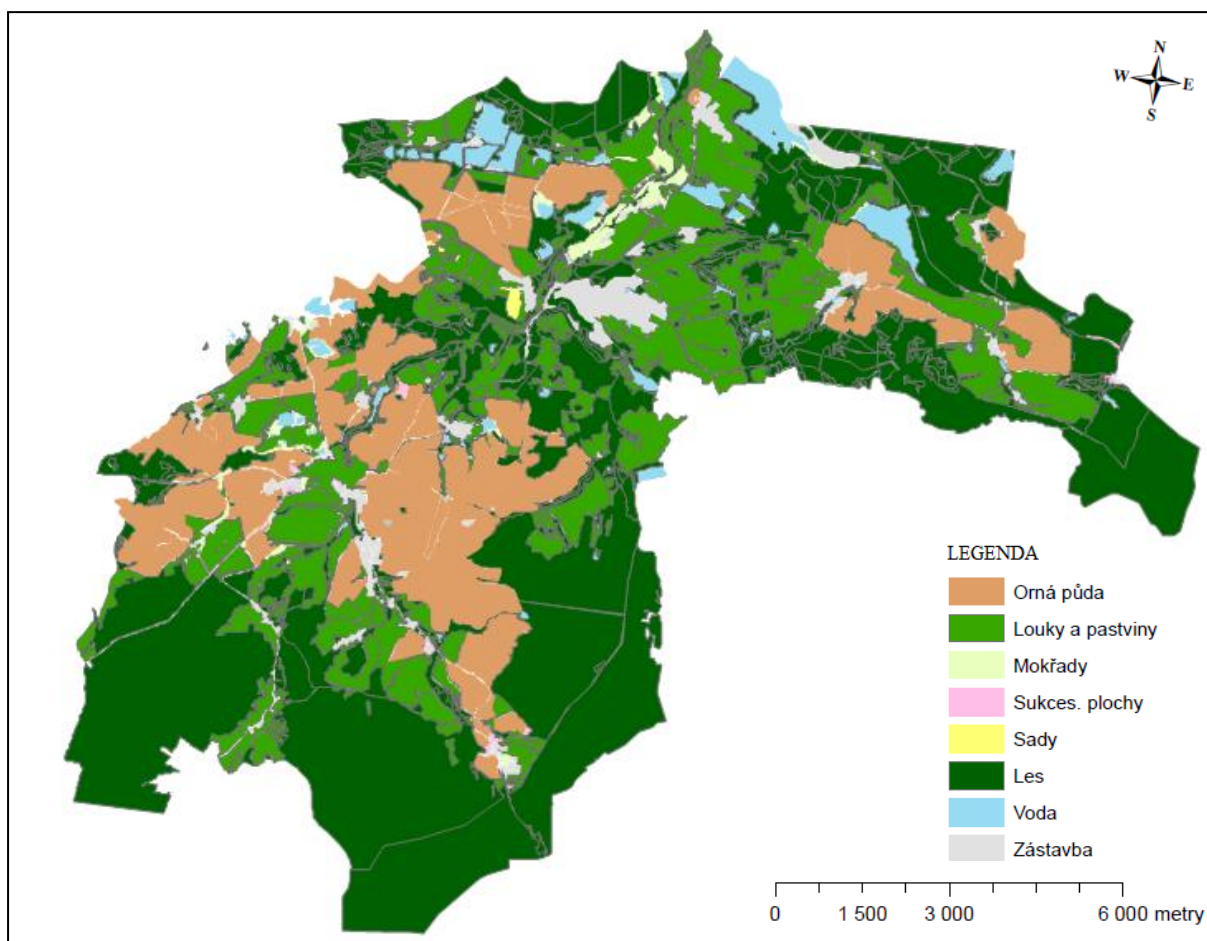 N
W E
S
LEGENDA
Orná půda
Louky a pastviny
Mokřady
Sukces. plochy
Sady
Les
Voda
Zástavba
0 1 500 3 000 6 000 metry